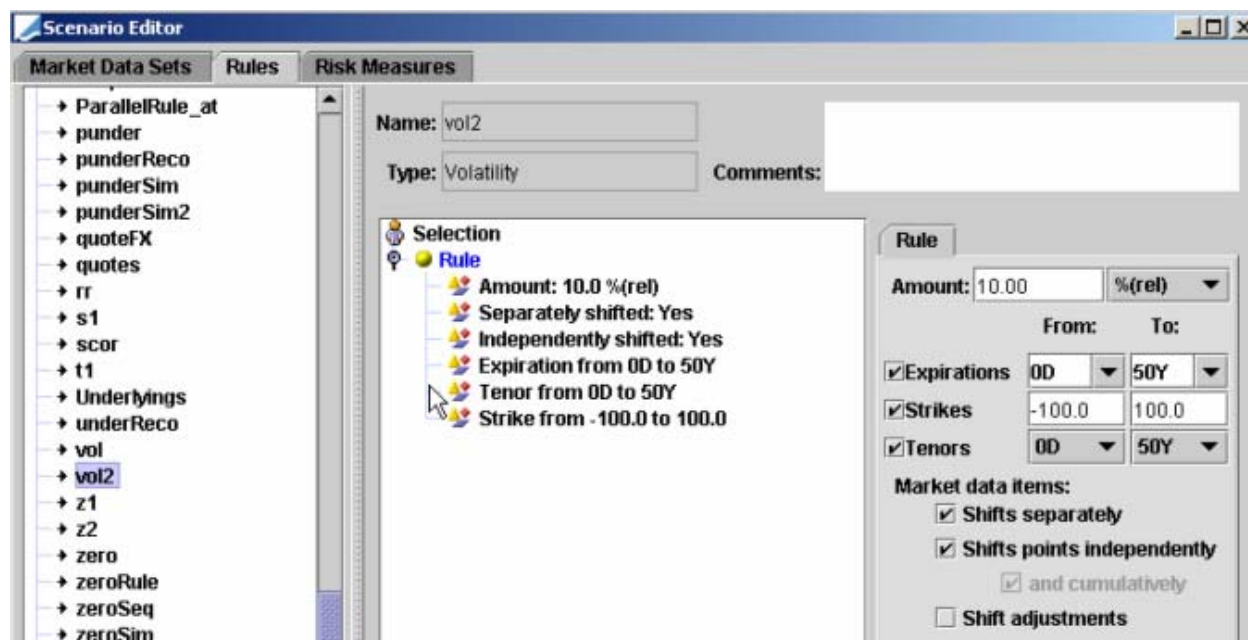 Scenario Editor
Market Data Sets Rules Risk Measures
ParallelRule_at
punder
punderReco
punderSim
punderSim2
quoteFX
quotes
rr
s1
scor
t1
Underlyings
underReco
vol
vol2
z1
z2
zero
zeroRule
zeroSeq
zeroSim
Name: vol2
Type: Volatility Comments:
Selection
Rule
Amount: 10.0 %(rel)
Separately shifted: Yes
Independently shifted: Yes
Expiration from 0D to 50Y
Tenor from 0D to 50Y
Strike from -100.0 to 100.0
Rule
Amount: 10.00 %(rel)
From: To:
Expirations 0D 50Y
Strikes -100.0 100.0
Tenors 0D 50Y
Market data items:
Shifts separately
Shifts points independently
and cumulatively
Shift adjustments